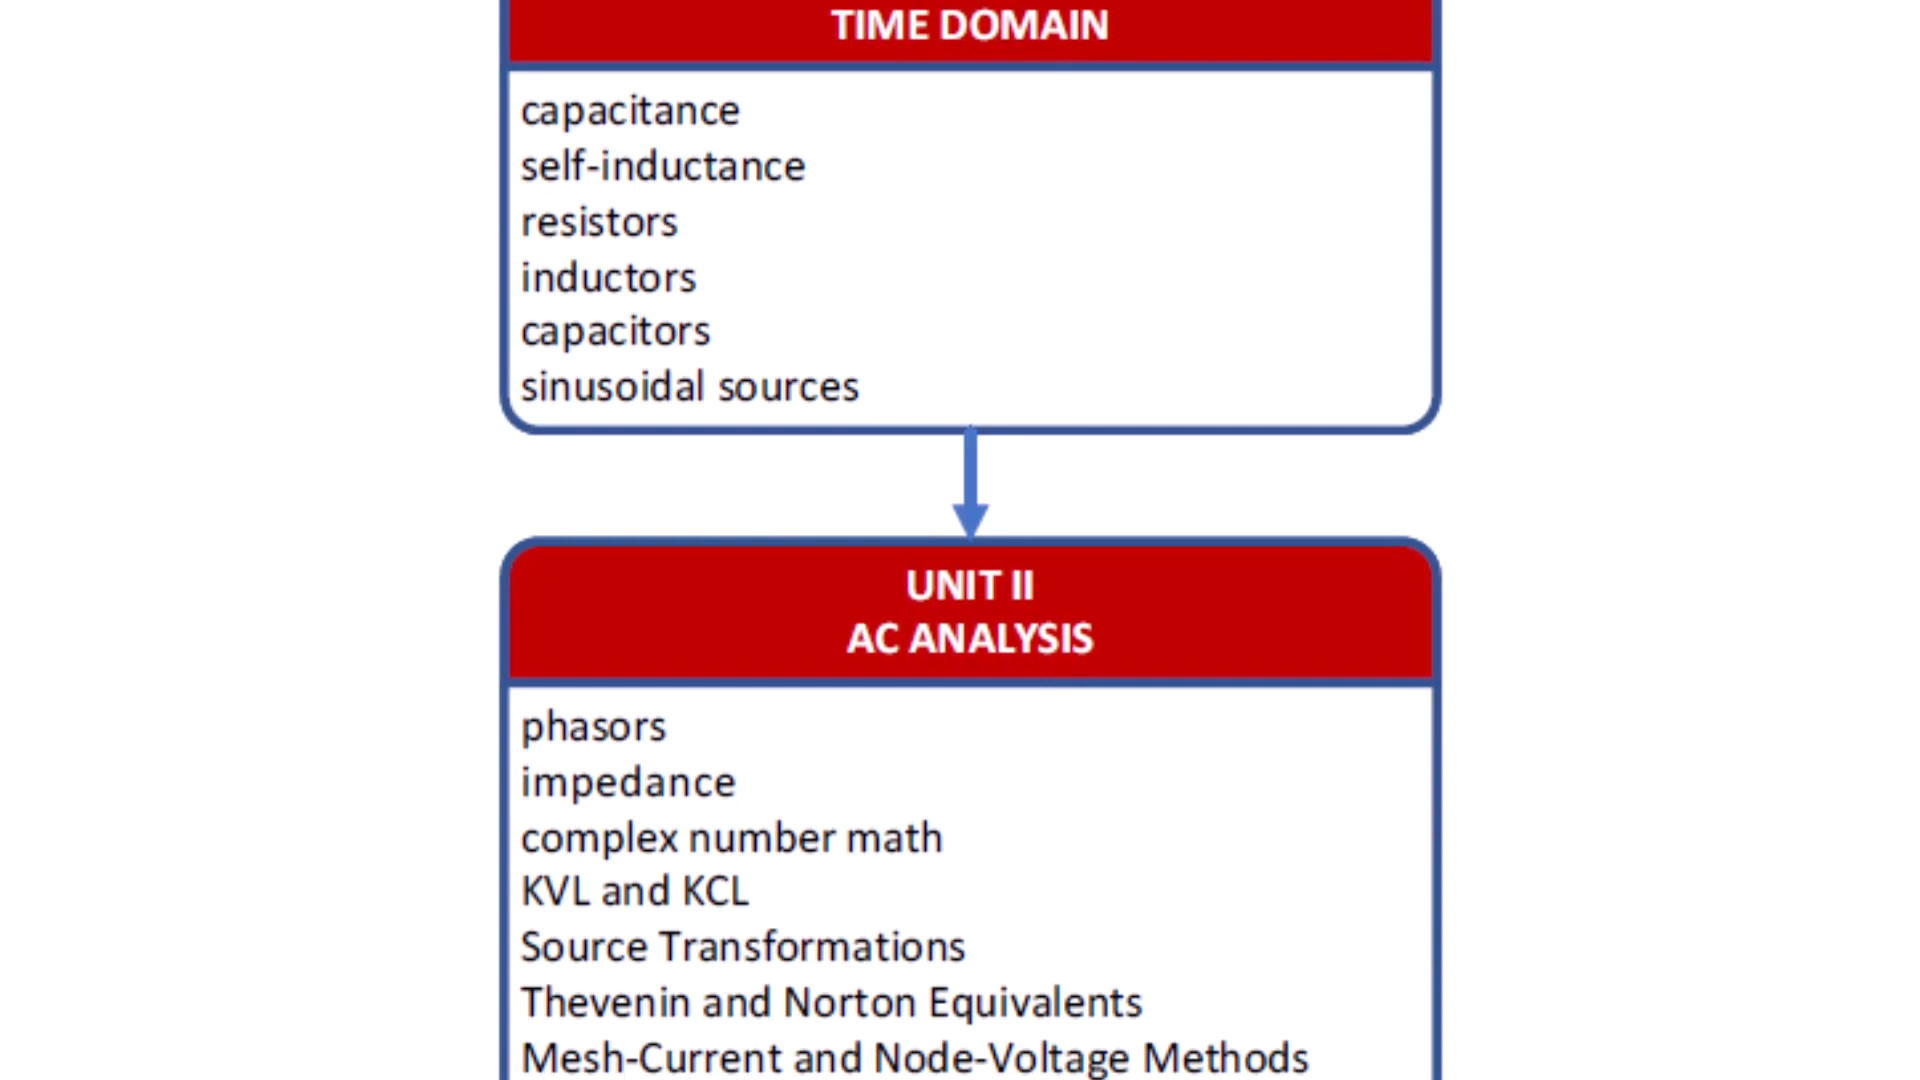 TIME DOMAIN
capacitance
self-inductance
resistors
inductors
capacitors
sinusoidal sources
UNIT II
AC ANALYSIS
phasors
impedance
complex number math
KVL and KCL
Source Transformations
Thevenin and Norton Equivalents
Mesh-Current and Node-Voltage Methods